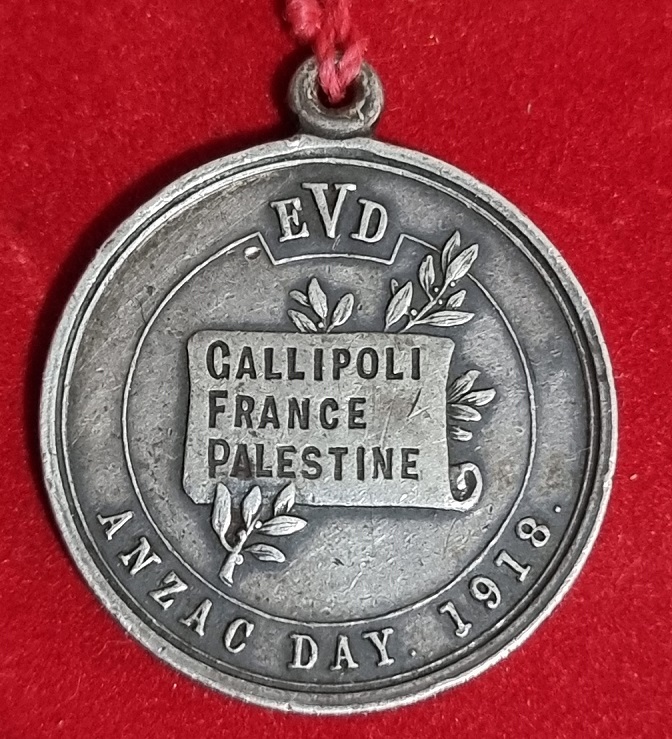 EVD
GALLIPOLI
FRANCE
PALESTINE
ANZAC DAY. 1918.